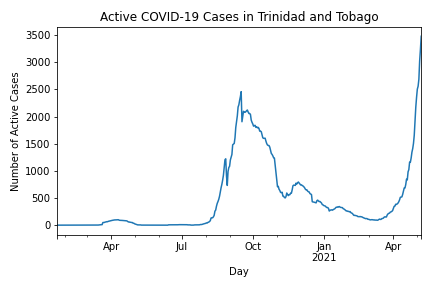 Active COVID-19 Cases in Trinidad and Tobago
Number of Active Cases
3500
3000
2500
2000
1500
1000
500
0
Apr
Jul
Oct
Jan
2021
Apr
Day